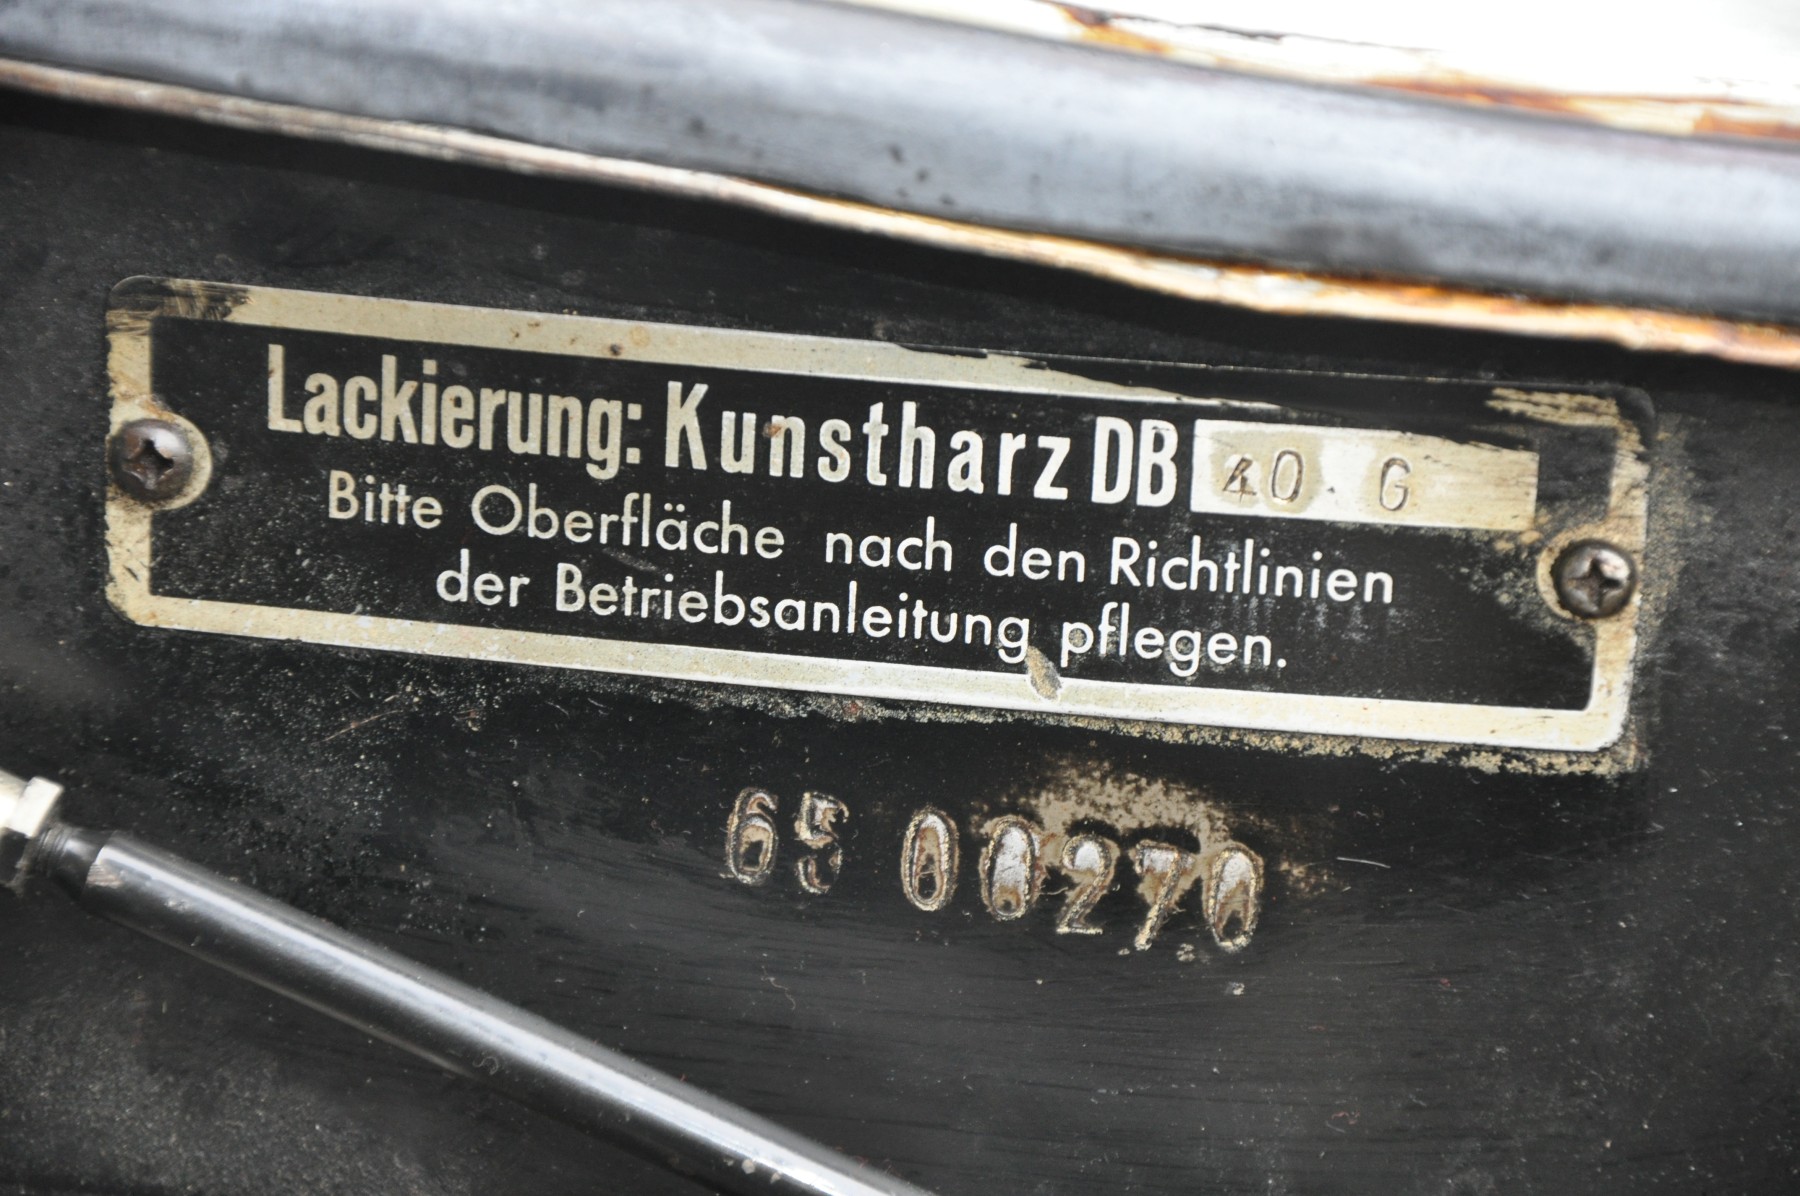 Lackierung: Kunstharz DB 40 G
Bitte Oberfläche nach den Richtlinien
der Betriebsanleitung pflegen.
65 00270